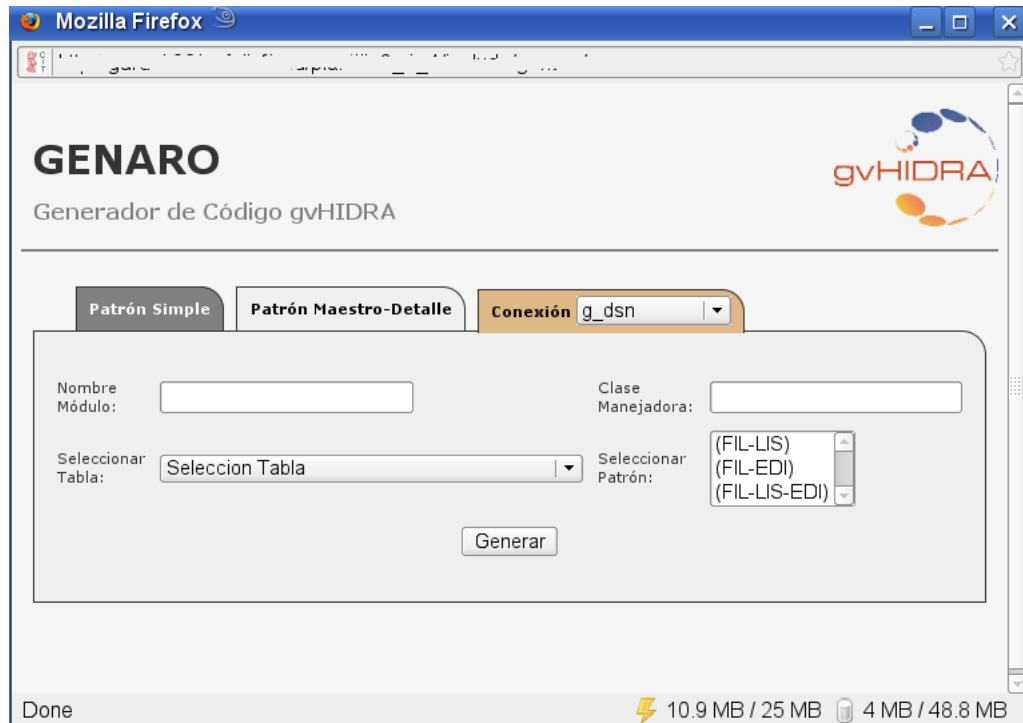 Mozilla Firefox
GENARO
gvHIDRA
Generador de Código gvHIDRA
Patrón Simple
Patrón Maestro-Detalle
Conexión g_dsn
Nombre Módulo:
Clase Manejadora:
Seleccionar Tabla:
Seleccion Tabla
Seleccionar Patrón:
(FIL-LIS)
(FIL-EDI)
(FIL-LIS-EDI)
Generar
Done
10.9 MB / 25 MB
4 MB / 48.8 MB